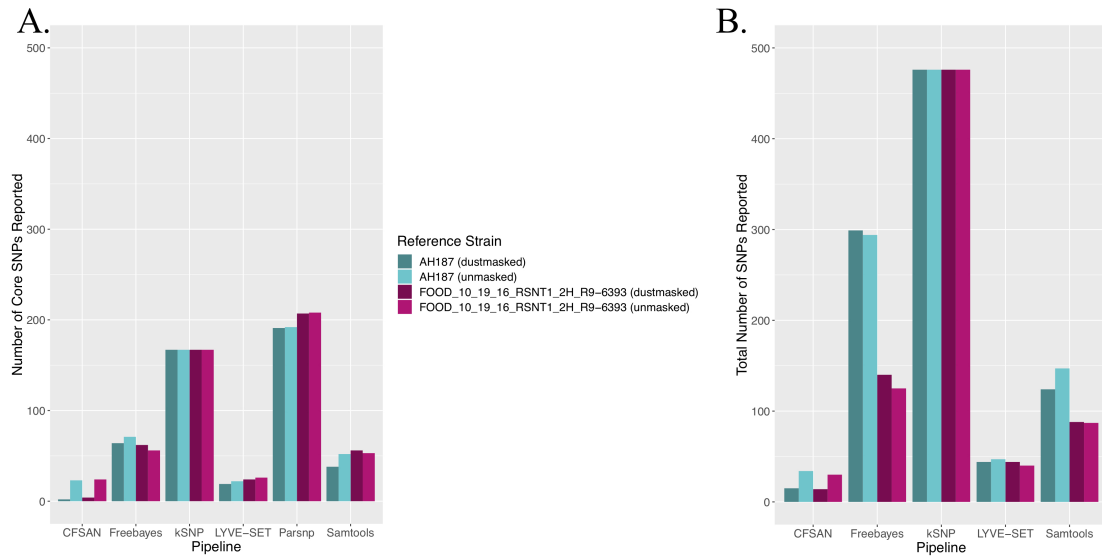 A.
500
400
300
200
100
0
Number of Core SNPs Reported
CFSAN Freebayes kSNP LYVE−SET Parsnp Samtools
Pipeline
Reference Strain
AH187 (dustmasked)
AH187 (unmasked)
FOOD_10_19_16_RSNT1_2H_R9−6393 (dustmasked)
FOOD_10_19_16_RSNT1_2H_R9−6393 (unmasked)
B.
500
400
300
200
100
0
Total Number of SNPs Reported
CFSAN Freebayes kSNP LYVE−SET Samtools
Pipeline